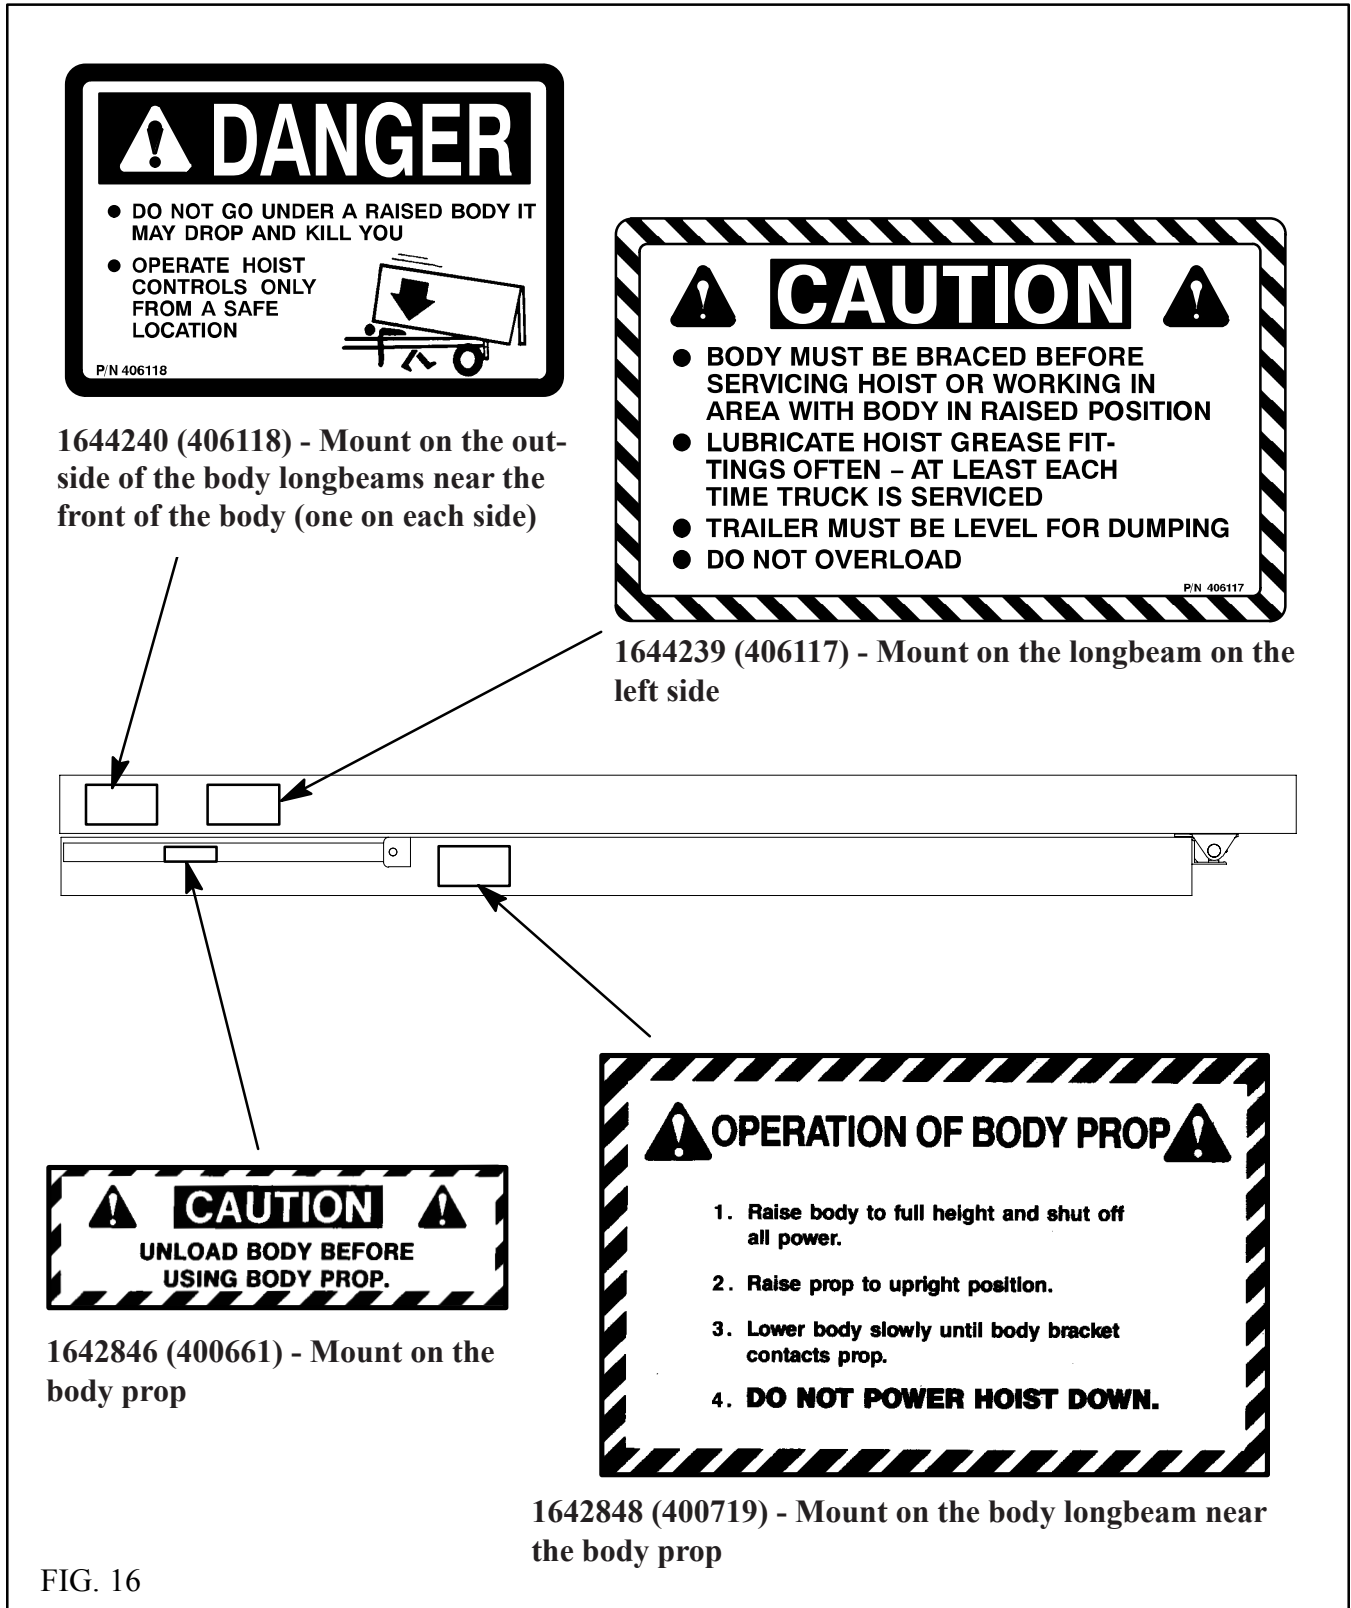 DANGER
● DO NOT GO UNDER A RAISED BODY IT
MAY DROP AND KILL YOU
● OPERATE HOIST
CONTROLS ONLY
FROM A SAFE
LOCATION
P/N 406118
1644240 (406118) - Mount on the out-
side of the body longbeams near the
front of the body (one on each side)
CAUTION
● BODY MUST BE BRACED BEFORE
SERVICING HOIST OR WORKING IN
AREA WITH BODY IN RAISED POSITION
● LUBRICATE HOIST GREASE FIT-
TINGS OFTEN – AT LEAST EACH
TIME TRUCK IS SERVICED
● TRAILER MUST BE LEVEL FOR DUMPING
● DO NOT OVERLOAD
P/N 406117
1644239 (406117) - Mount on the longbeam on the
left side
CAUTION
UNLOAD BODY BEFORE
USING BODY PROP.
1642846 (400661) - Mount on the
body prop
OPERATION OF BODY PROP
1. Raise body to full height and shut off
all power.
2. Raise prop to upright position.
3. Lower body slowly until body bracket
contacts prop.
4. DO NOT POWER HOIST DOWN.
1642848 (400719) - Mount on the body longbeam near
the body prop
FIG. 16